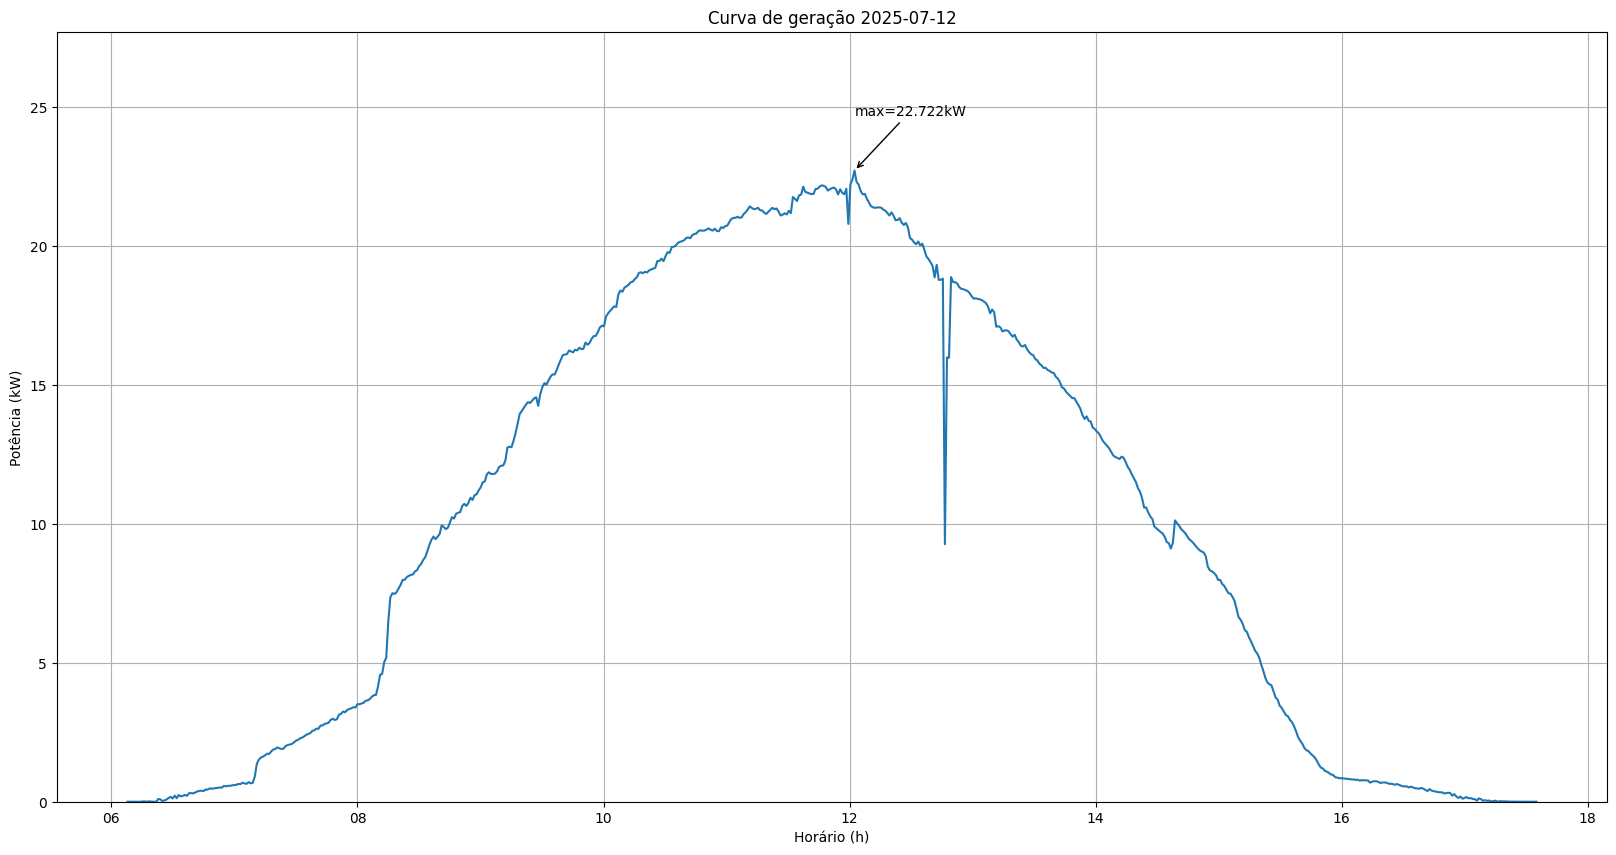 Curva de geração 2025-07-12
max=22.722kW
Potência (kW)
25
20
15
10
5
0
06 08 10 12 14 16 18
Horário (h)